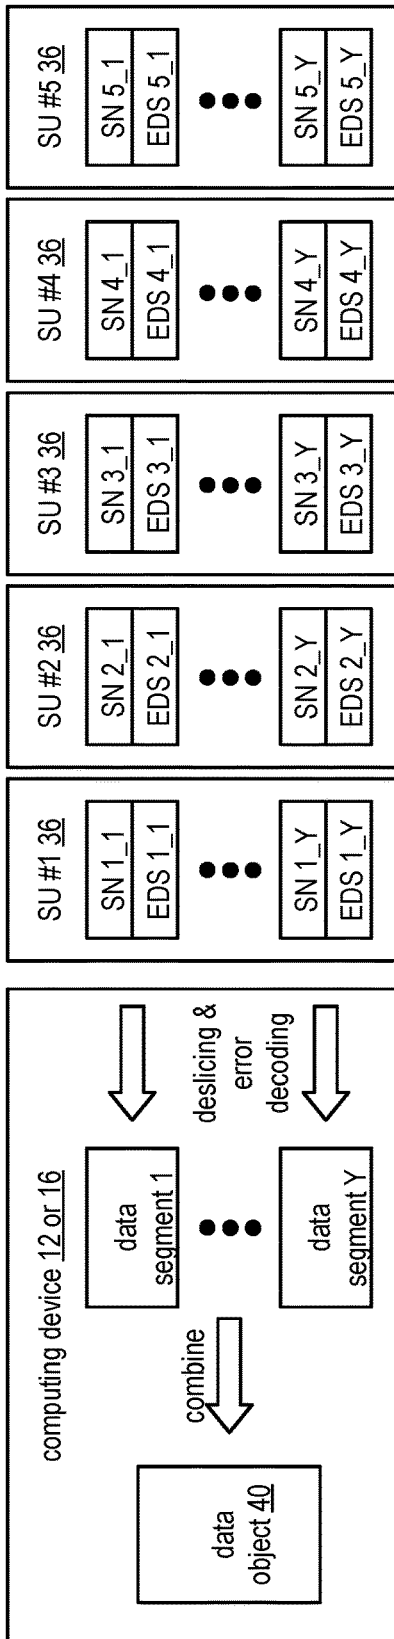 computing device 12 or 16
data
object 40
combine
data
segment 1
data
segment Y
deslicing &
error
decoding
SU #1 36
SN 1_1
EDS 1_1
SN 1_Y
EDS 1_Y
SU #2 36
SN 2_1
EDS 2_1
SN 2_Y
EDS 2_Y
SU #3 36
SN 3_1
EDS 3_1
SN 3_Y
EDS 3_Y
SU #4 36
SN 4_1
EDS 4_1
SN 4_Y
EDS 4_Y
SU #5 36
SN 5_1
EDS 5_1
SN 5_Y
EDS 5_Y